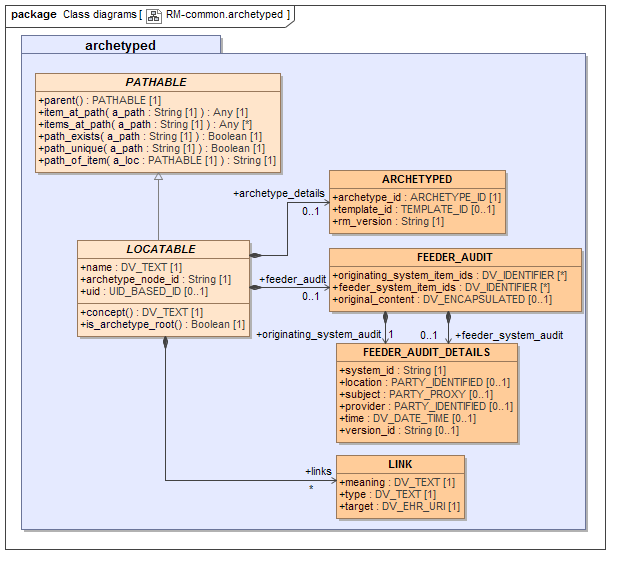 package Class diagrams [ RM-common.archetyped ]
archetyped
PATHABLE
+parent() : PATHABLE [1]
+item_at_path( a_path : String [1] ) : Any [1]
+items_at_path( a_path : String [1] ) : Any [*]
+path_exists( a_path : String [1] ) : Boolean [1]
+path_unique( a_path : String [1] ) : Boolean [1]
+path_of_item( a_loc : PATHABLE [1] ) : String [1]
+archetype_details
0..1
ARCHETYPED
+archetype_id : ARCHETYPE_ID [1]
+template_id : TEMPLATE_ID [0..1]
+rm_version : String [1]
LOCATABLE
+name : DV_TEXT [1]
+archetype_node_id : String [1]
+uid : UID_BASED_ID [0..1]
+concept() : DV_TEXT [1]
+is_archetype_root() : Boolean [1]
+feeder_audit
0..1
FEEDER_AUDIT
+originating_system_item_ids : DV_IDENTIFIER [*]
+feeder_system_item_ids : DV_IDENTIFIER [*]
+original_content : DV_ENCAPSULATED [0..1]
+originating_system_audit 1
0..1 +feeder_system_audit
FEEDER_AUDIT_DETAILS
+system_id : String [1]
+location : PARTY_IDENTIFIED [0..1]
+subject : PARTY_PROXY [0..1]
+provider : PARTY_IDENTIFIED [0..1]
+time : DV_DATE_TIME [0..1]
+version_id : String [0..1]
+links
*
LINK
+meaning : DV_TEXT [1]
+type : DV_TEXT [1]
+target : DV_EHR_URI [1]